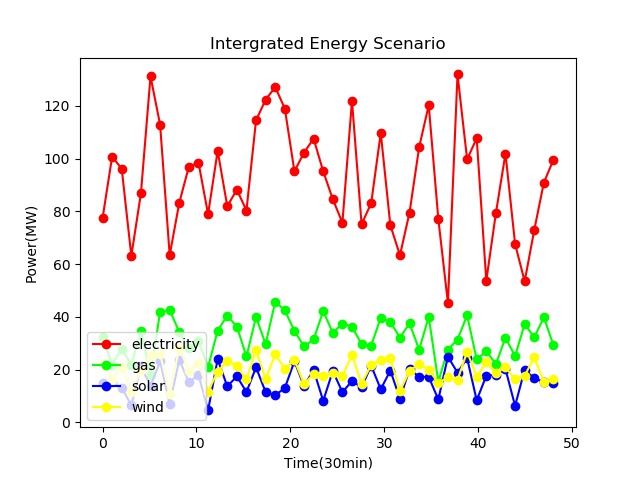 Intergrated Energy Scenario
Power(MW)
120
100
80
60
40
20
0
electricity
gas
solar
wind
0 10 20 30 40 50
Time(30min)